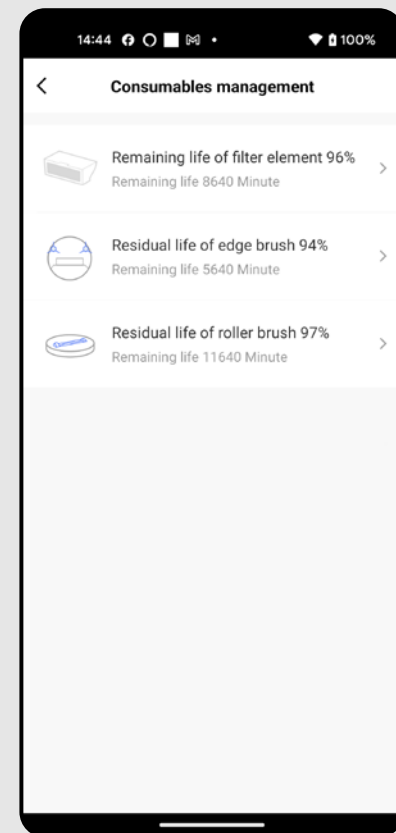 14:44 100%
Consumables management
Remaining life of filter element 96%
Remaining life 8640 Minute
Residual life of edge brush 94%
Remaining life 5640 Minute
Residual life of roller brush 97%
Remaining life 11640 Minute